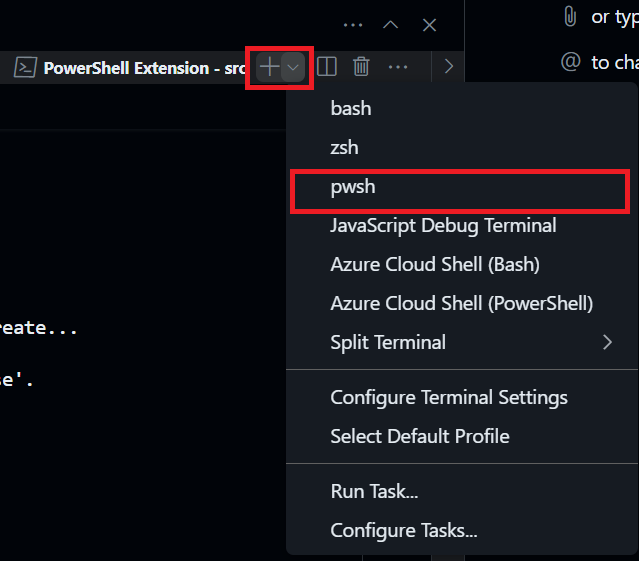 or typ
PowerShell Extension - src
to cha
bash
zsh
pwsh
JavaScript Debug Terminal
Azure Cloud Shell (Bash)
Azure Cloud Shell (PowerShell)
reate...
Split Terminal
se'.
Configure Terminal Settings
Select Default Profile
Run Task...
Configure Tasks...